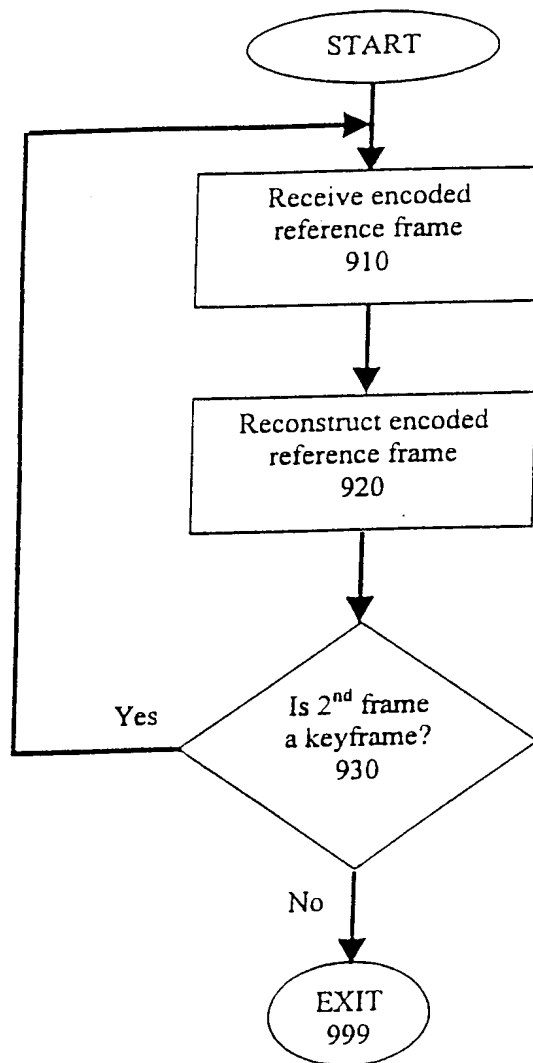 START
Receive encoded
reference frame
910
Reconstruct encoded
reference frame
920
Is 2nd frame
a keyframe?
930
Yes
No
EXIT
999